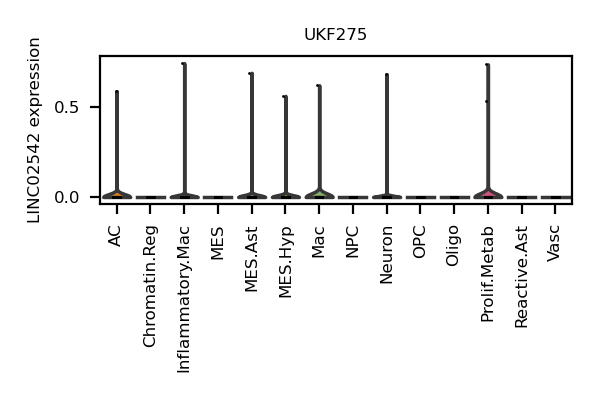 UKF275
LINC02542 expression
0.5
0.0
AC
Chromatin.Reg
Inflammatory.Mac
MES
MES.Ast
MES.Hyp
Mac
NPC
Neuron
OPC
Oligo
Prolif.Metab
Reactive.Ast
Vasc